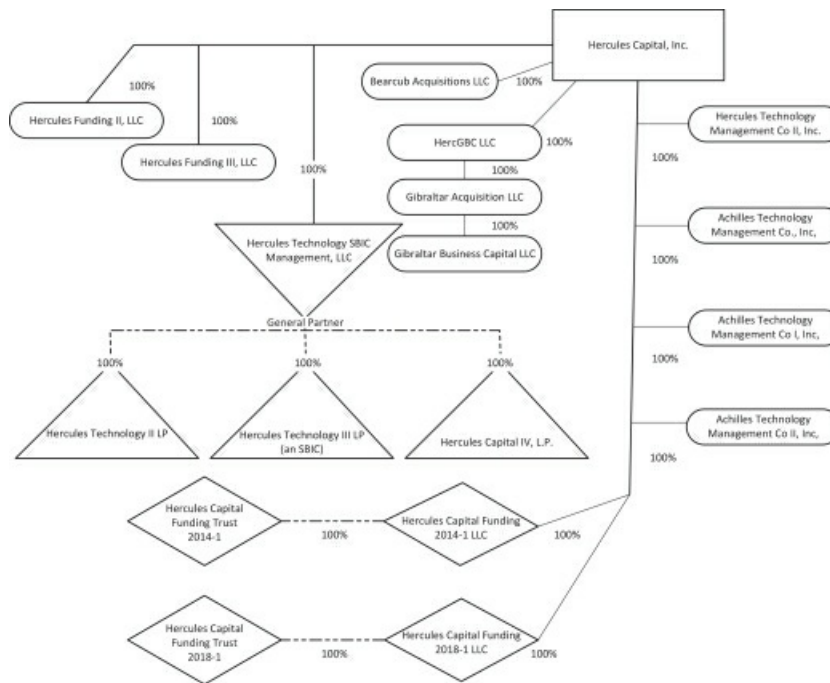 Hercules Capital, Inc.
100%
Bearcub Acquisitions LLC
100%
Hercules Funding II, LLC
100%
Hercules Funding III, LLC
100%
HercGBC LLC
100%
100%
Gibraltar Acquisition LLC
100%
Gibraltar Business Capital LLC
Hercules Technology
Management Co II, Inc.
100%
Achilles Technology
Management Co., Inc,
100%
Achilles Technology
Management Co I, Inc,
100%
Achilles Technology
Management Co II, Inc,
100%
100%
Hercules Technology SBIC
Management, LLC
General Partner
100%
100%
100%
Hercules Technology II LP
Hercules Technology III LP
(an SBIC)
Hercules Capital IV, L.P.
Hercules Capital
Funding Trust
2014-1
100%
Hercules Capital Funding
2014-1 LLC
100%
Hercules Capital
Funding Trust
2018-1
100%
Hercules Capital Funding
2018-1 LLC
100%